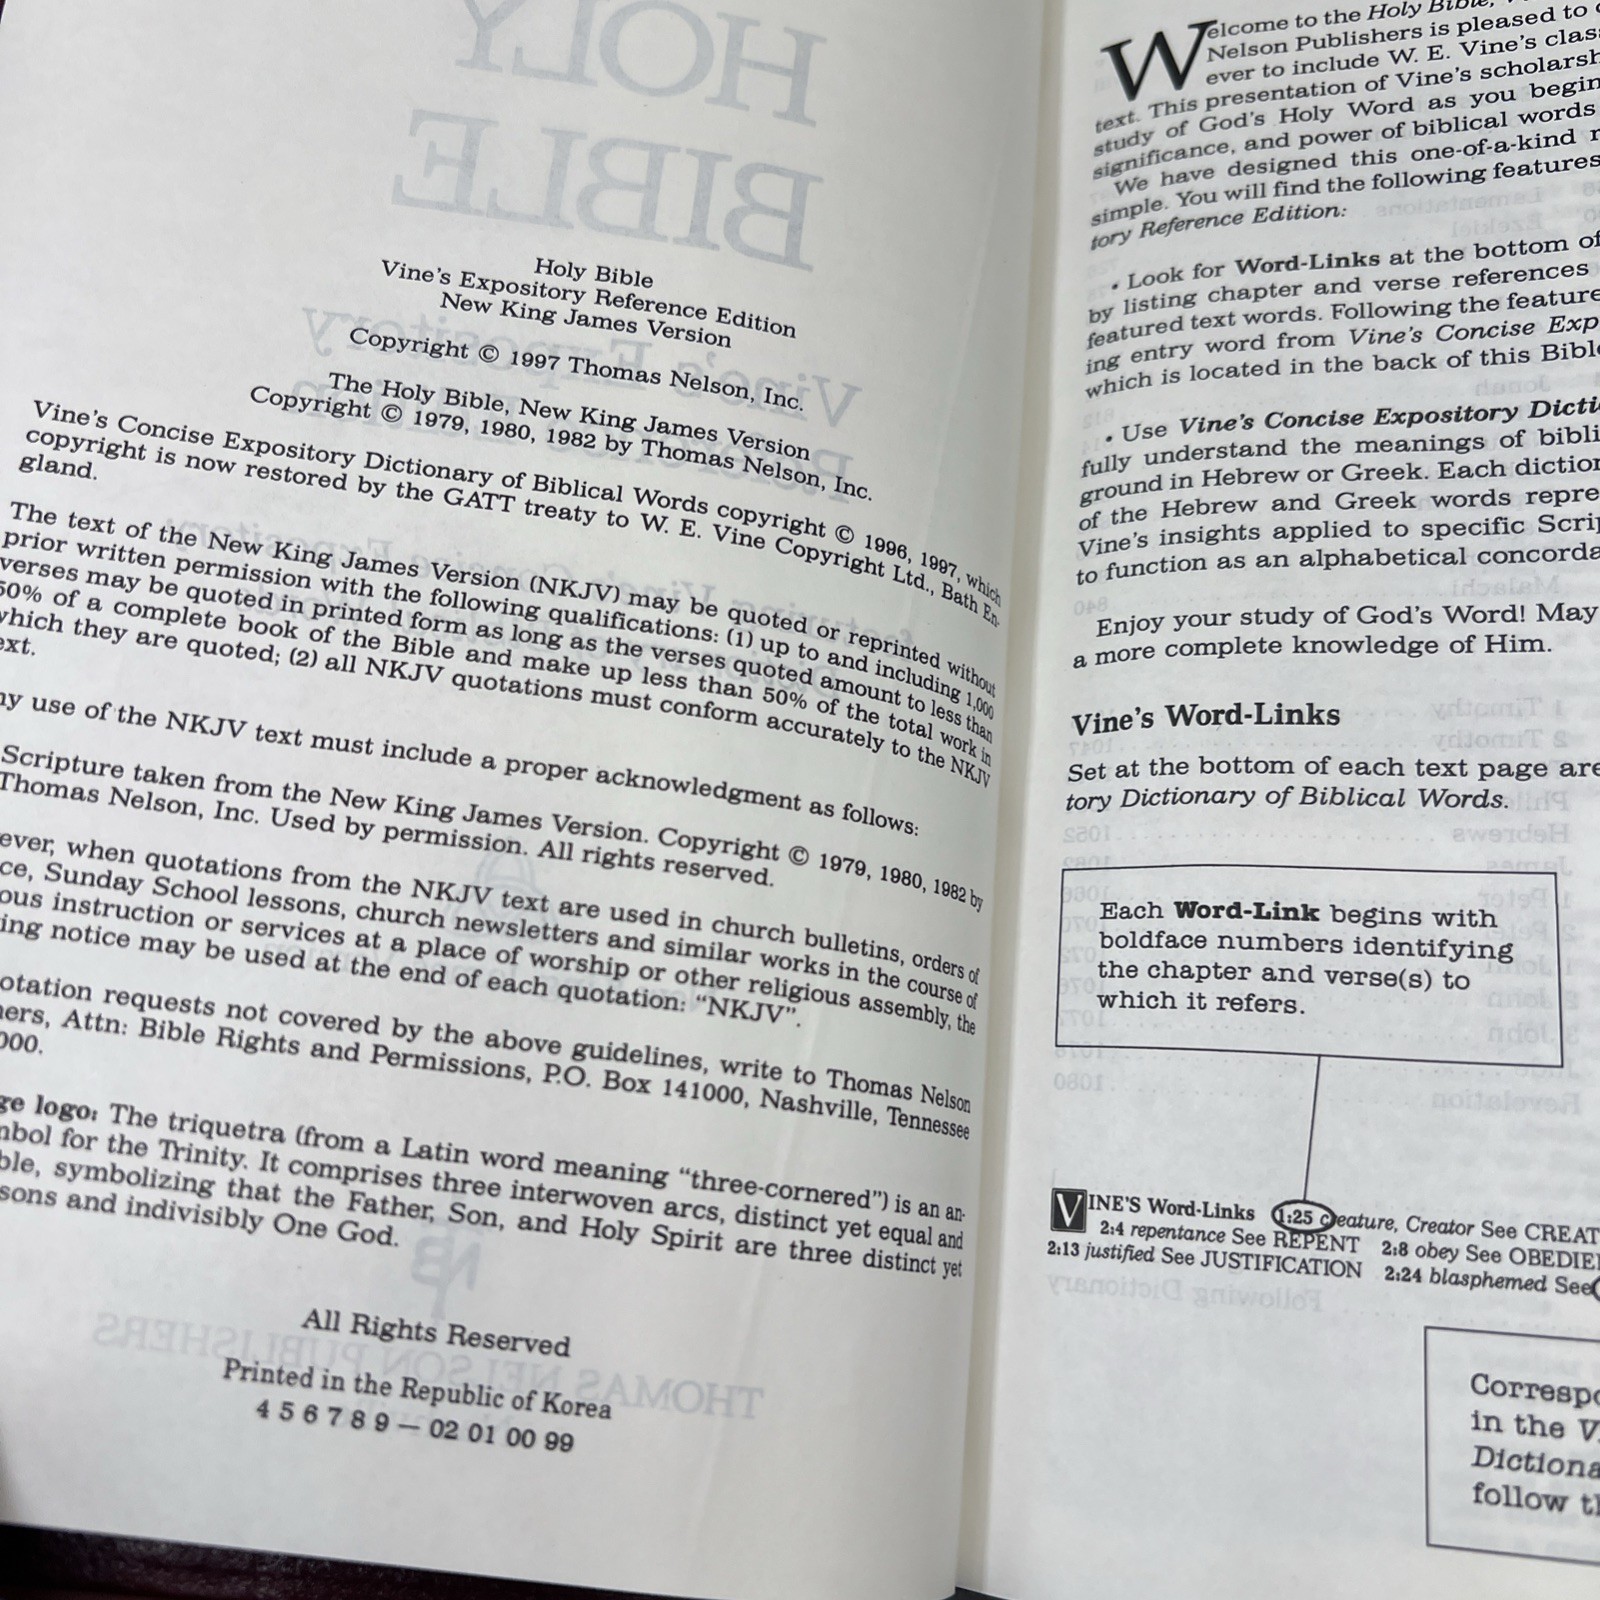 HOLY
BIBLE
Holy Bible
Vine's Expository Reference Edition
New King James Version
Copyright © 1997 Thomas Nelson, Inc.
The Holy Bible, New King James Version
Copyright © 1979, 1980, 1982 by Thomas Nelson, Inc.
Vine's Concise Expository Dictionary of Biblical Words copyright © 1996, 1997, which
copyright is now restored by the GATT treaty to W. E. Vine Copyright Ltd., Bath En-
gland.
The text of the New King James Version (NKJV) may be quoted or reprinted without
prior written permission with the following qualifications: (1) up to and including 1,000
verses may be quoted in printed form as long as the verses quoted amount to less than
50% of a complete book of the Bible and make up less than 50% of the total work in
which they are quoted; (2) all NKJV quotations must conform accurately to the NKJV
ext.
ny use of the NKJV text must include a proper acknowledgment as follows:
Scripture taken from the New King James Version. Copyright © 1979, 1980, 1982 by
Thomas Nelson, Inc. Used by permission. All rights reserved.
ever, when quotations from the NKJV text are used in church bulletins, orders of
ce, Sunday School lessons, church newsletters and similar works in the course of
ous instruction or services at a place of worship or other religious assembly, the
ing notice may be used at the end of each quotation: "NKJV".
otation requests not covered by the above guidelines, write to Thomas Nelson
ers, Attn: Bible Rights and Permissions, P.O. Box 141000, Nashville, Tennessee
000.
ge logo: The triquetra (from a Latin word meaning "three-cornered") is an an-
nbol for the Trinity. It comprises three interwoven arcs, distinct yet equal and
ble, symbolizing that the Father, Son, and Holy Spirit are three distinct yet
sons and indivisibly One God.
All Rights Reserved
THOMAS NELSON PUBLISHERS
Printed in the Republic of Korea
4 5 6 7 8 9 — 02 01 00 99
Welcome to the Holy Bible,
Nelson Publishers is pleased to
ever to include W. E. Vine's clas
text. This presentation of Vine's scholarsh
study of God's Holy Word as you begin
significance, and power of biblical words
We have designed this one-of-a-kind r
simple. You will find the following features
tory Reference Edition:
• Look for Word-Links at the bottom of
by listing chapter and verse references
featured text words. Following the feature
ing entry word from Vine's Concise Exp
which is located in the back of this Bibl
• Use Vine's Concise Expository Dicti
fully understand the meanings of bibli
ground in Hebrew or Greek. Each diction
of the Hebrew and Greek words repre
Vine's insights applied to specific Scrip
to function as an alphabetical concorda
Enjoy your study of God's Word! May
a more complete knowledge of Him.
Vine's Word-Links
Set at the bottom of each text page are
tory Dictionary of Biblical Words.
Each Word-Link begins with
boldface numbers identifying
the chapter and verse(s) to
which it refers.
VINE'S Word-Links 1:25 creature, Creator See CREAT
2:4 repentance See REPENT 2:8 obey See OBEDIE
2:13 justified See JUSTIFICATION 2:24 blasphemed See
Following Dictionary
Corresp
in the V
Dictiona
follow th